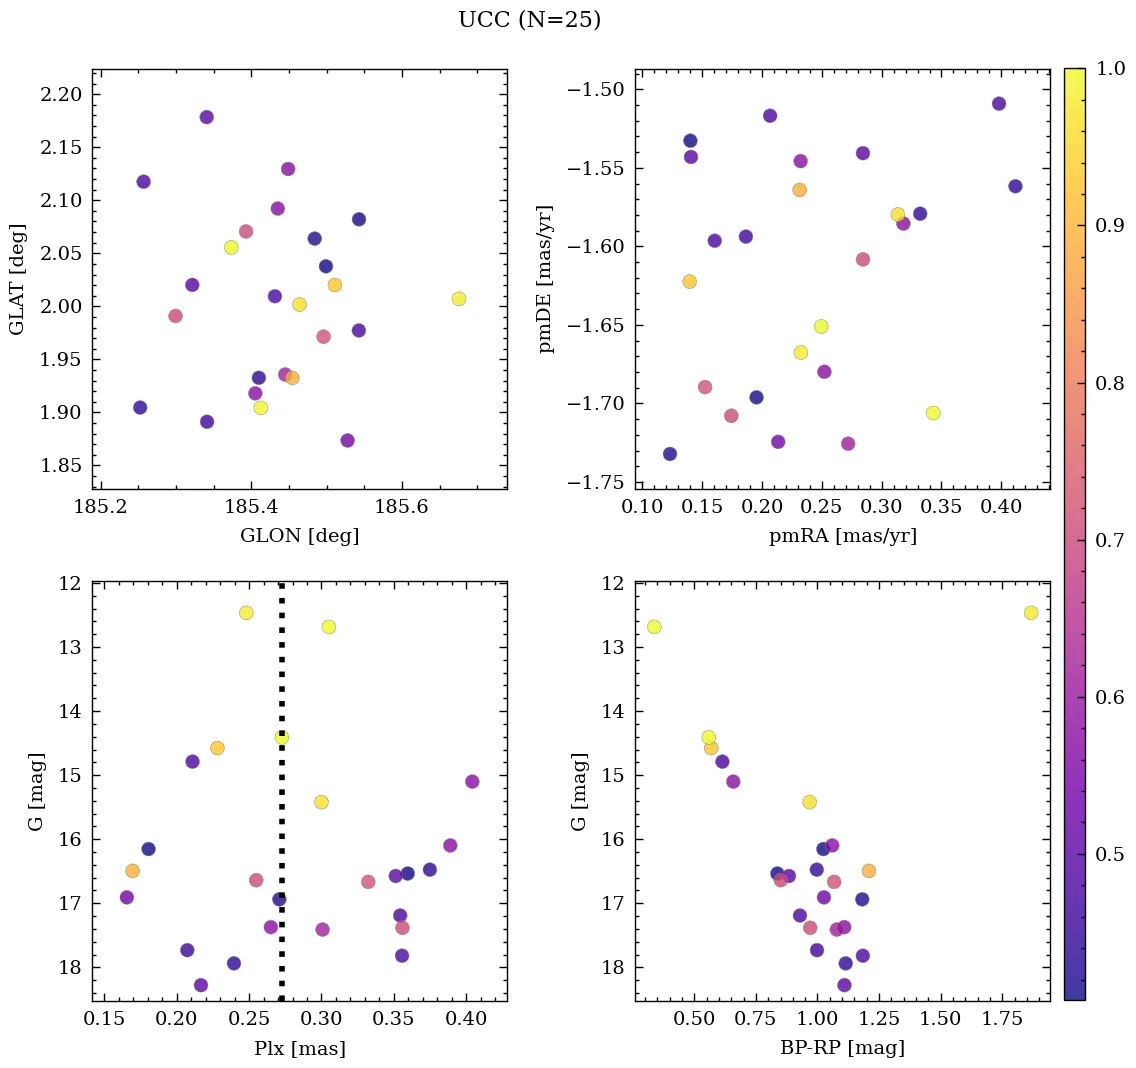 UCC (N=25)
2.20
2.15
2.10
2.05
2.00
1.95
1.90
1.85
GLAT [deg]
185.2 185.4 185.6
GLON [deg]
−1.50
−1.55
−1.60
−1.65
−1.70
−1.75
pmDE [mas/yr]
0.10 0.15 0.20 0.25 0.30 0.35 0.40
pmRA [mas/yr]
1.0
0.9
0.8
0.7
0.6
0.5
12
13
14
15
16
17
18
G [mag]
0.15 0.20 0.25 0.30 0.35 0.40
Plx [mas]
12
13
14
15
16
17
18
G [mag]
0.50 0.75 1.00 1.25 1.50 1.75
BP-RP [mag]